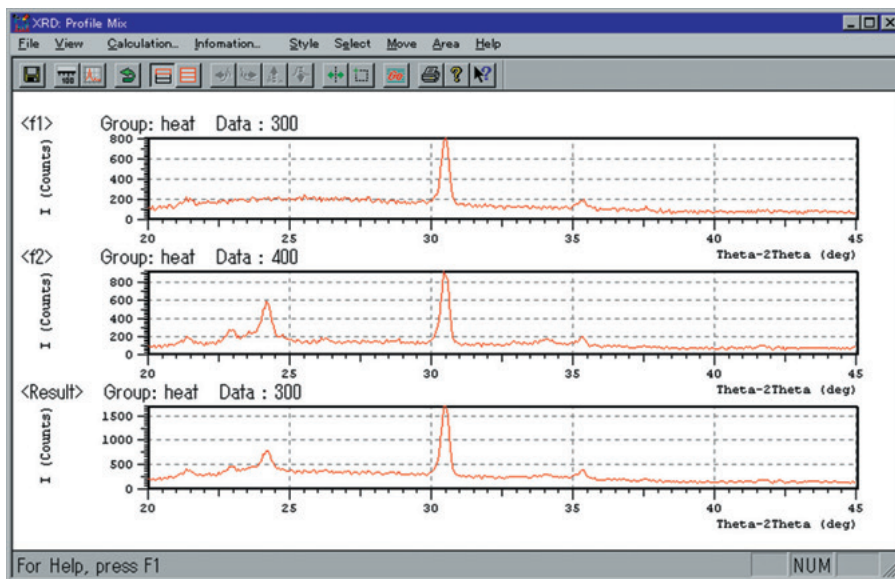 XRD: Profile Mix
File View Calculation... Infomation... Style Select Move Area Help
100
<f1> Group: heat Data : 300
I (Counts)
800
600
400
200
0
20 25 30 35 40 45
Theta-2Theta (deg)
<f2> Group: heat Data : 400
I (Counts)
800
600
400
200
0
20 25 30 35 40 45
Theta-2Theta (deg)
<Result> Group: heat Data : 300
I (Counts)
1500
1000
500
0
20 25 30 35 40 45
Theta-2Theta (deg)
For Help, press F1 NUM